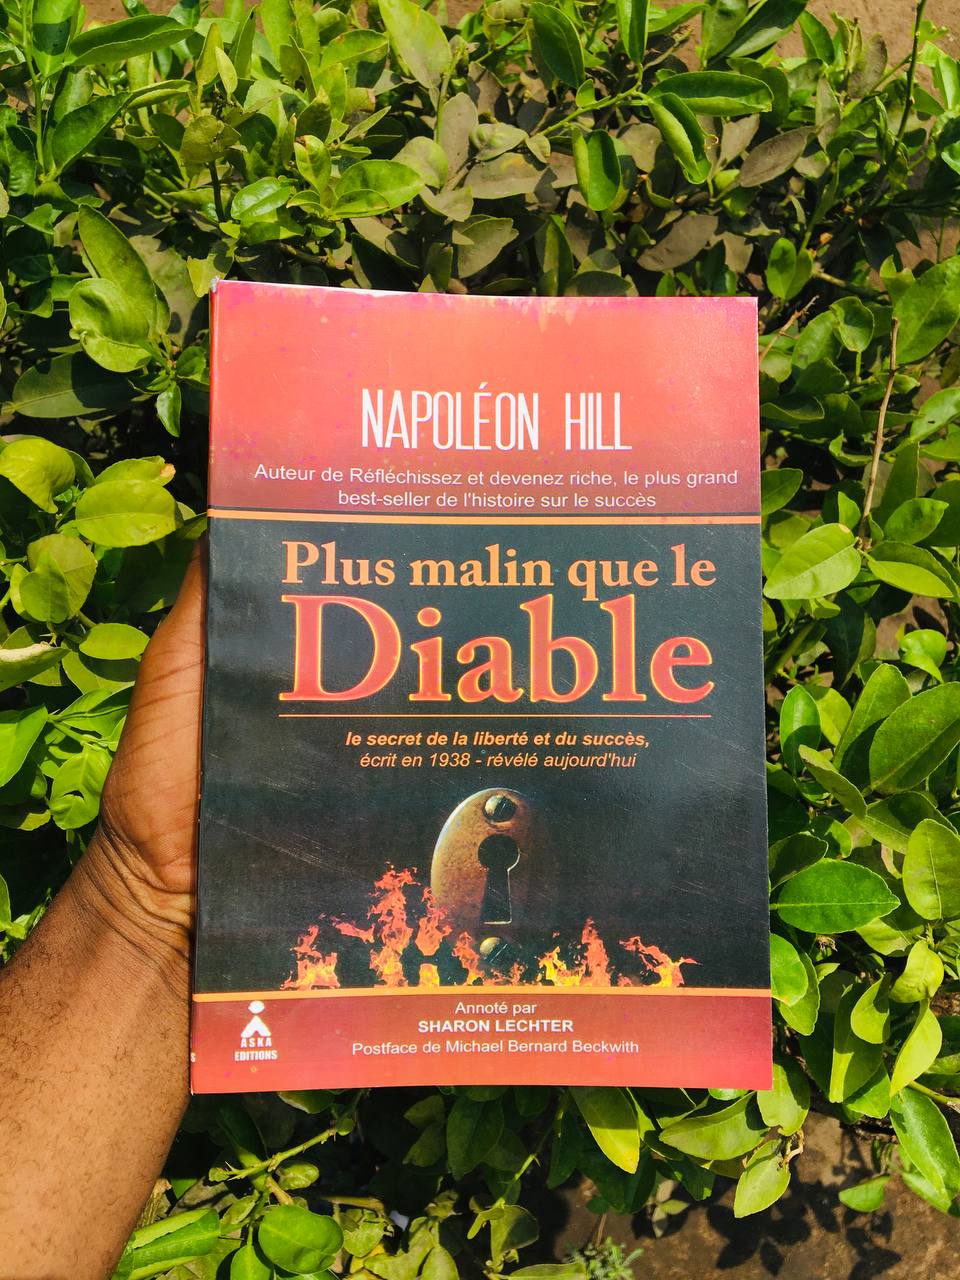 NAPOLÉON HILL
Auteur de Réfléchissez et devenez riche, le plus grand
best-seller de l'histoire sur le succès
Plus malin que le
Diable
le secret de la liberté et du succès,
écrit en 1938 - révélé aujourd'hui
Annoté par
SHARON LECHTER
Postface de Michael Bernard Beckwith
ASKA
EDITIONS